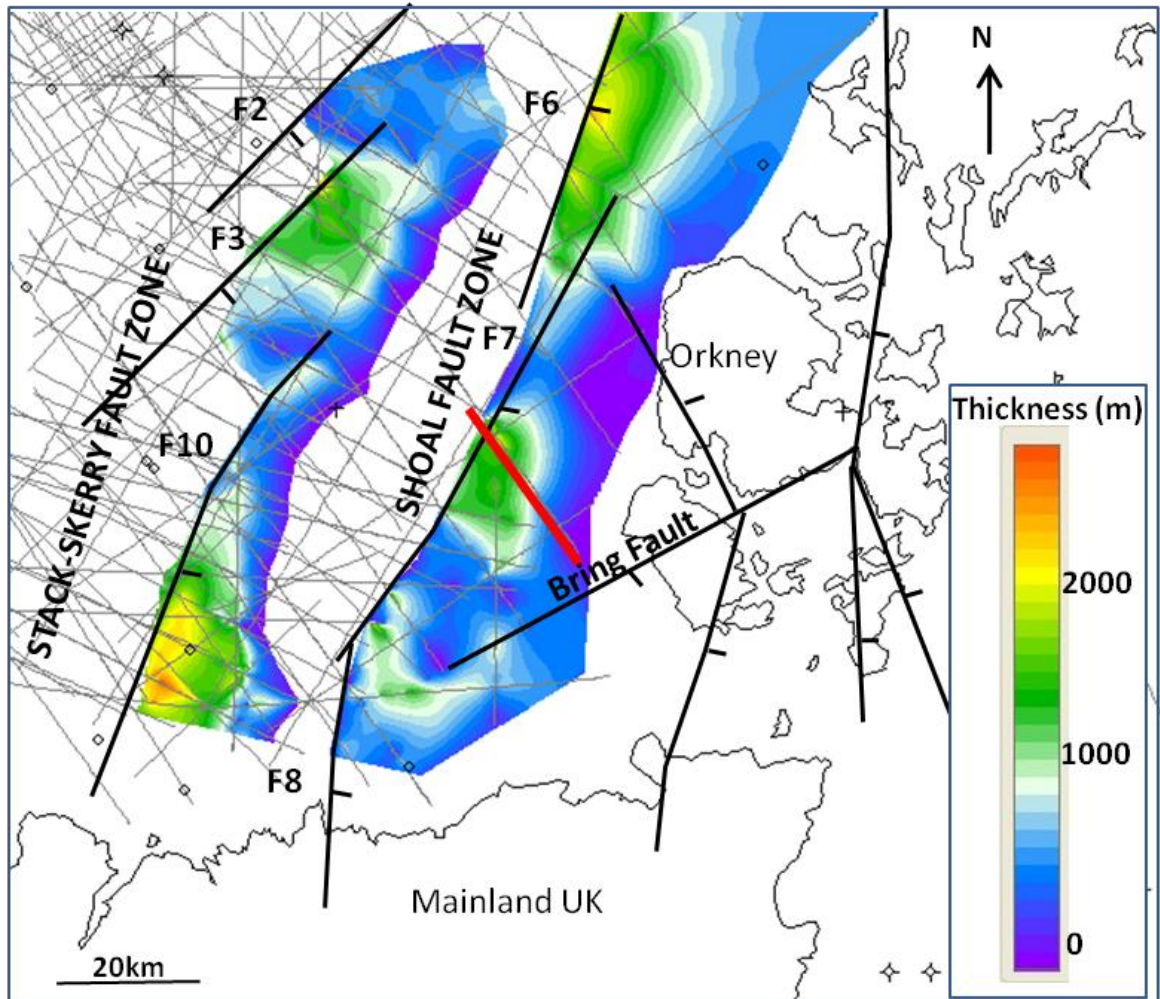 N
F2
F6
F3
STACK-SKERRY FAULT ZONE
SHOAL FAULT ZONE
F7
Orkney
Thickness (m)
F10
Bring Fault
2000
1000
F8
Mainland UK
0
20km